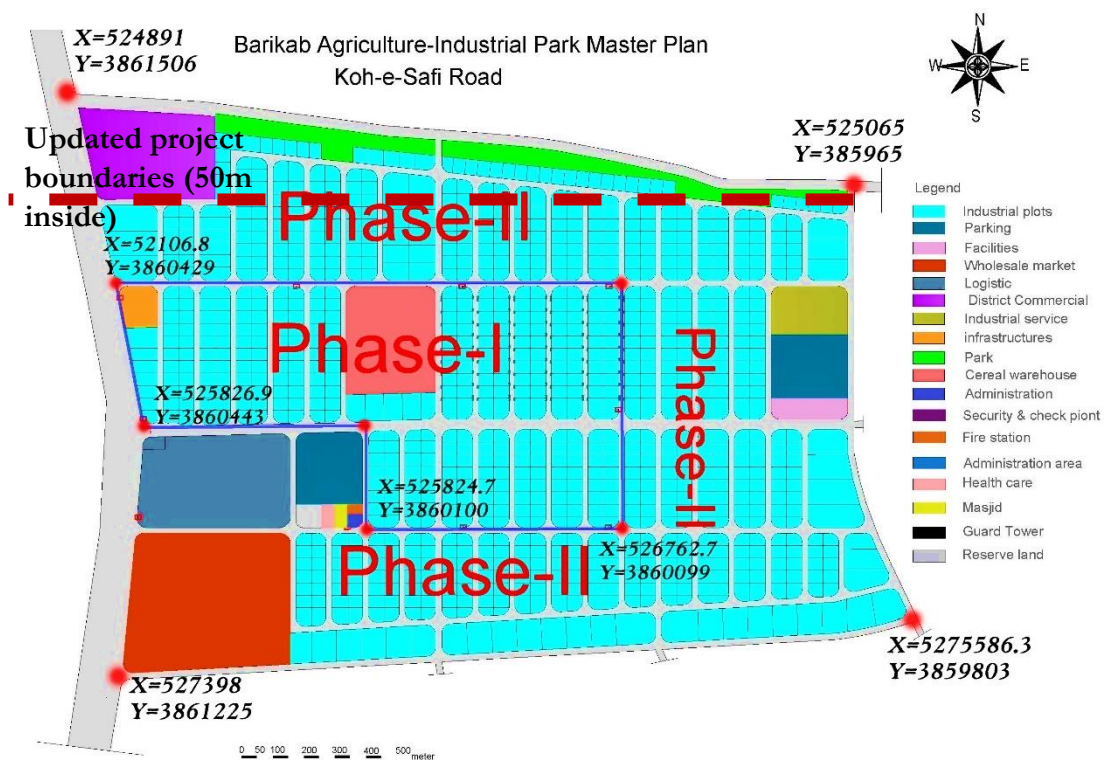 X=524891
Y=3861506
Barikab Agriculture-Industrial Park Master Plan
Koh-e-Safi Road
N
W
E
S
X=525065
Y=385965
Updated project
boundaries (50m
inside)
Phase-II
X=52106.8
Y=3860429
Phase-I
Phase-II
X=525826.9
Y=3860443
X=525824.7
Y=3860100
X=526762.7
Y=3860099
Phase-II
X=5275586.3
Y=3859803
X=527398
Y=3861225
0 50 100 200 300 400 500 meter
Legend
Industrial plots
Parking
Facilities
Wholesale market
Logistic
District Commercial
Industrial service
infrastructures
Park
Cereal warehouse
Administration
Security & check piont
Fire station
Administration area
Health care
Masjid
Guard Tower
Reserve land